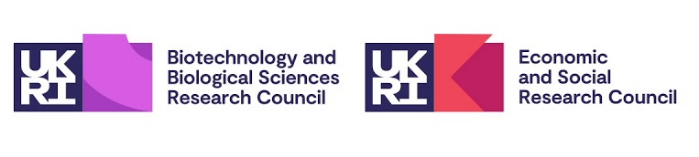 UK
RI
Biotechnology and
Biological Sciences
Research Council
UK
RI
Economic
and Social
Research Council